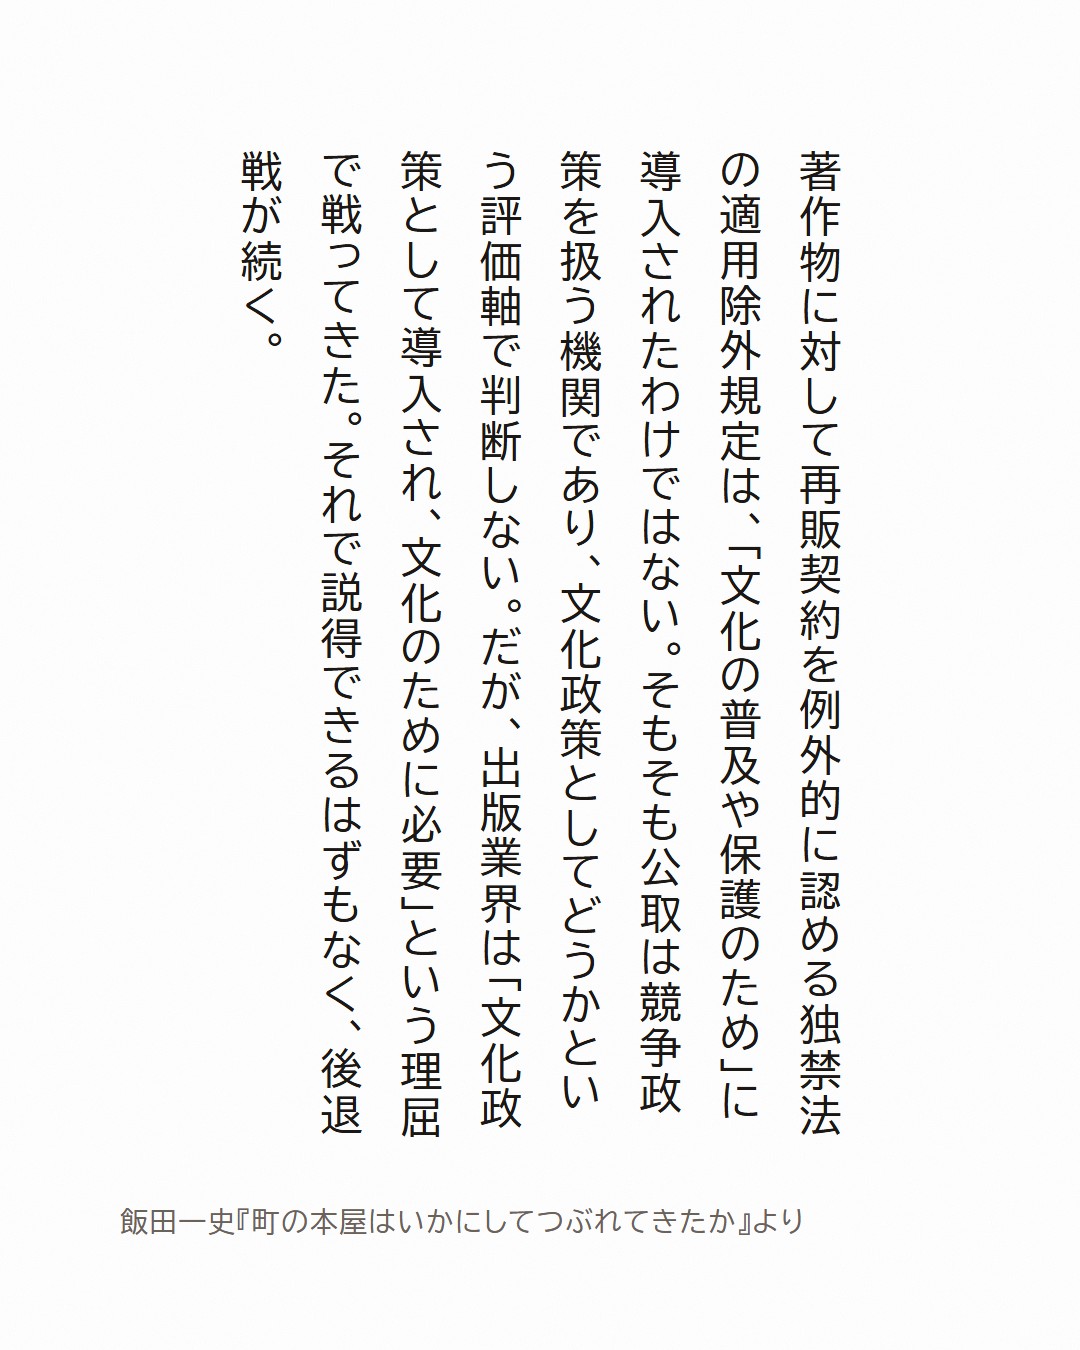 著作物に対して再販契約を例外的に認める独禁法
の適用除外規定は、「文化の普及や保護のため」に
導入されたわけではない。そもそも公取は競争政
策を扱う機関であり、文化政策としてどうかとい
う評価軸で判断しない。だが、出版業界は「文化政
策として導入され、文化のために必要」という理屈
で戦ってきた。それで説得できるはずもなく、後退
戦が続く。
飯田一史『町の本屋はいかにしてつぶれてきたか』より